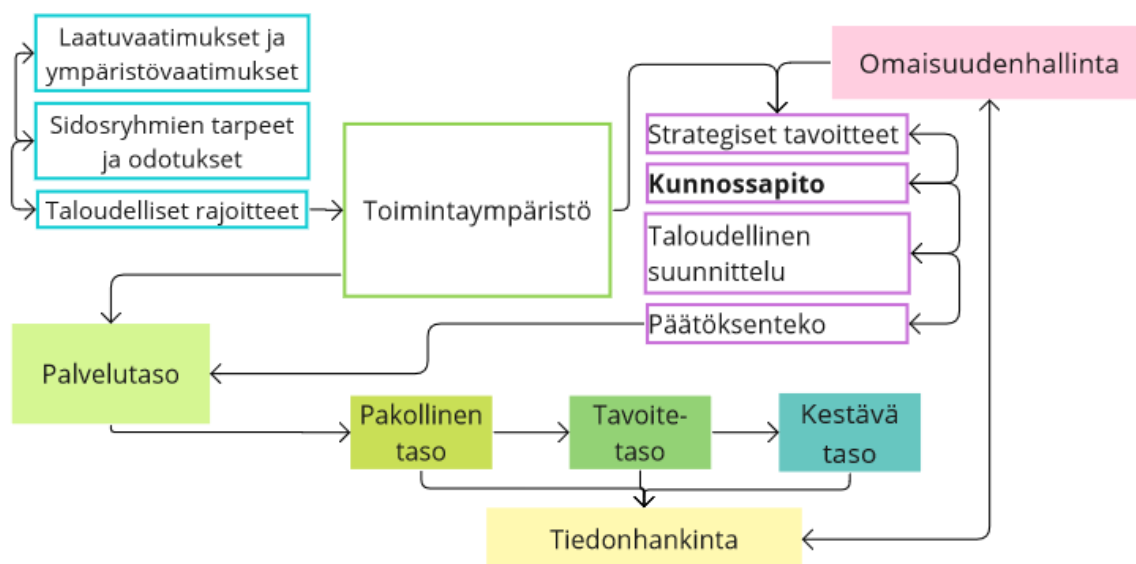 Laatuvaatimukset ja
ympäristövaatimukset
Sidosryhmien tarpeet
ja odotukset
Taloudelliset rajoitteet
Toimintaympäristö
Omaisuudenhallinta
Strategiset tavoitteet
Kunnossapito
Taloudellinen
suunnittelu
Päätöksenteko
Palvelutaso
Pakollinen
taso
Tavoite-
taso
Kestävä
taso
Tiedonhankinta